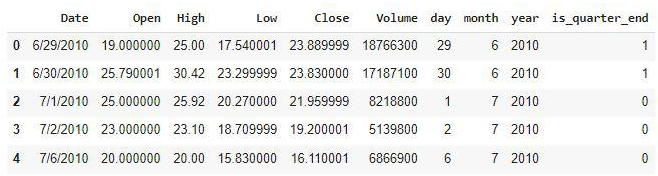 Date Open High Low Close Volume day month year is_quarter_end
0 6/29/2010 19.000000 25.00 17.540001 23.889999 18766300 29 6 2010 1
1 6/30/2010 25.790001 30.42 23.299999 23.830000 17187100 30 6 2010 1
2 7/1/2010 25.000000 25.92 20.270000 21.959999 8218800 1 7 2010 0
3 7/2/2010 23.000000 23.10 18.709999 19.200001 5139800 2 7 2010 0
4 7/6/2010 20.000000 20.00 15.830000 16.110001 6866900 6 7 2010 0